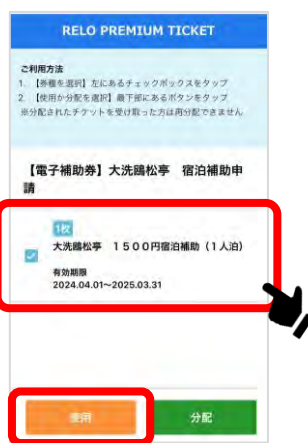 RELO PREMIUM TICKET
ご利用方法
1. 【券種を選択】左にあるチェックボックスをタップ
2. 【使用か分配を選択】最下部にあるボタンをタップ
※分配されたチケットを受け取った方は再分配できません
【電子補助券】大洗鷗松亭 宿泊補助申
請
1枚
大洗鷗松亭 1500円宿泊補助（1人泊）
有効期限
2024.04.01~2025.03.31
使用
分配